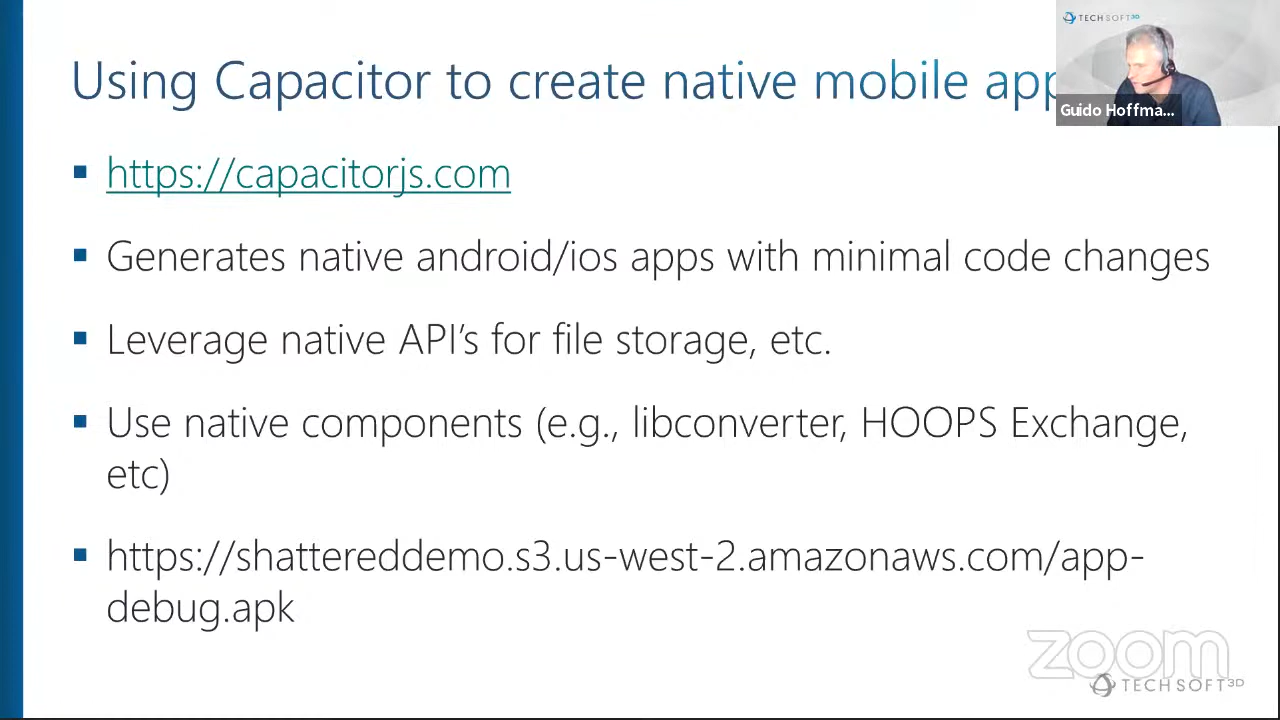 TECH SOFT 3D
Using Capacitor to create native mobile app
Guido Hoffma...
https://capacitorjs.com
Generates native android/ios apps with minimal code changes
Leverage native API's for file storage, etc.
Use native components (e.g., libconverter, HOOPS Exchange,
etc)
https://shattereddemo.s3.us-west-2.amazonaws.com/app-
debug.apk
zoom
TECH SOFT 3D